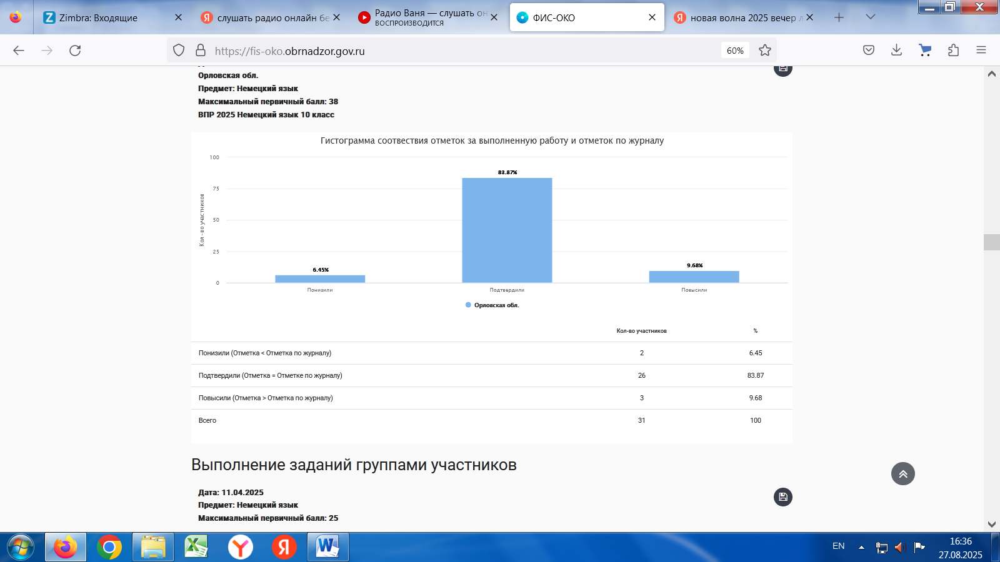 Zimbra: Входящие
слушать радио онлайн бе
Радио Ваня — слушать он
ВОСПРОИЗВОДИТСЯ
ФИС-ОКО
новая волна 2025 вечер л
https://fis-oko.obrnadzor.gov.ru
60%
Орловская обл.
Предмет: Немецкий язык
Максимальный первичный балл: 38
ВПР 2025 Немецкий язык 10 класс
Гистограмма соотвествия отметок за выполненную работу и отметок по журналу
Кол-во участников
100
75
50
25
0
6.45%
83.87%
9.68%
Понизили
Подтвердили
Повысили
Орловская обл.
Кол-во участников %
Понизили (Отметка < Отметка по журналу) 2 6.45
Подтвердили (Отметка = Отметке по журналу) 26 83.87
Повысили (Отметка > Отметка по журналу) 3 9.68
Всего 31 100
Выполнение заданий группами участников
Дата: 11.04.2025
Предмет: Немецкий язык
Максимальный первичный балл: 25
EN
16:36
27.08.2025